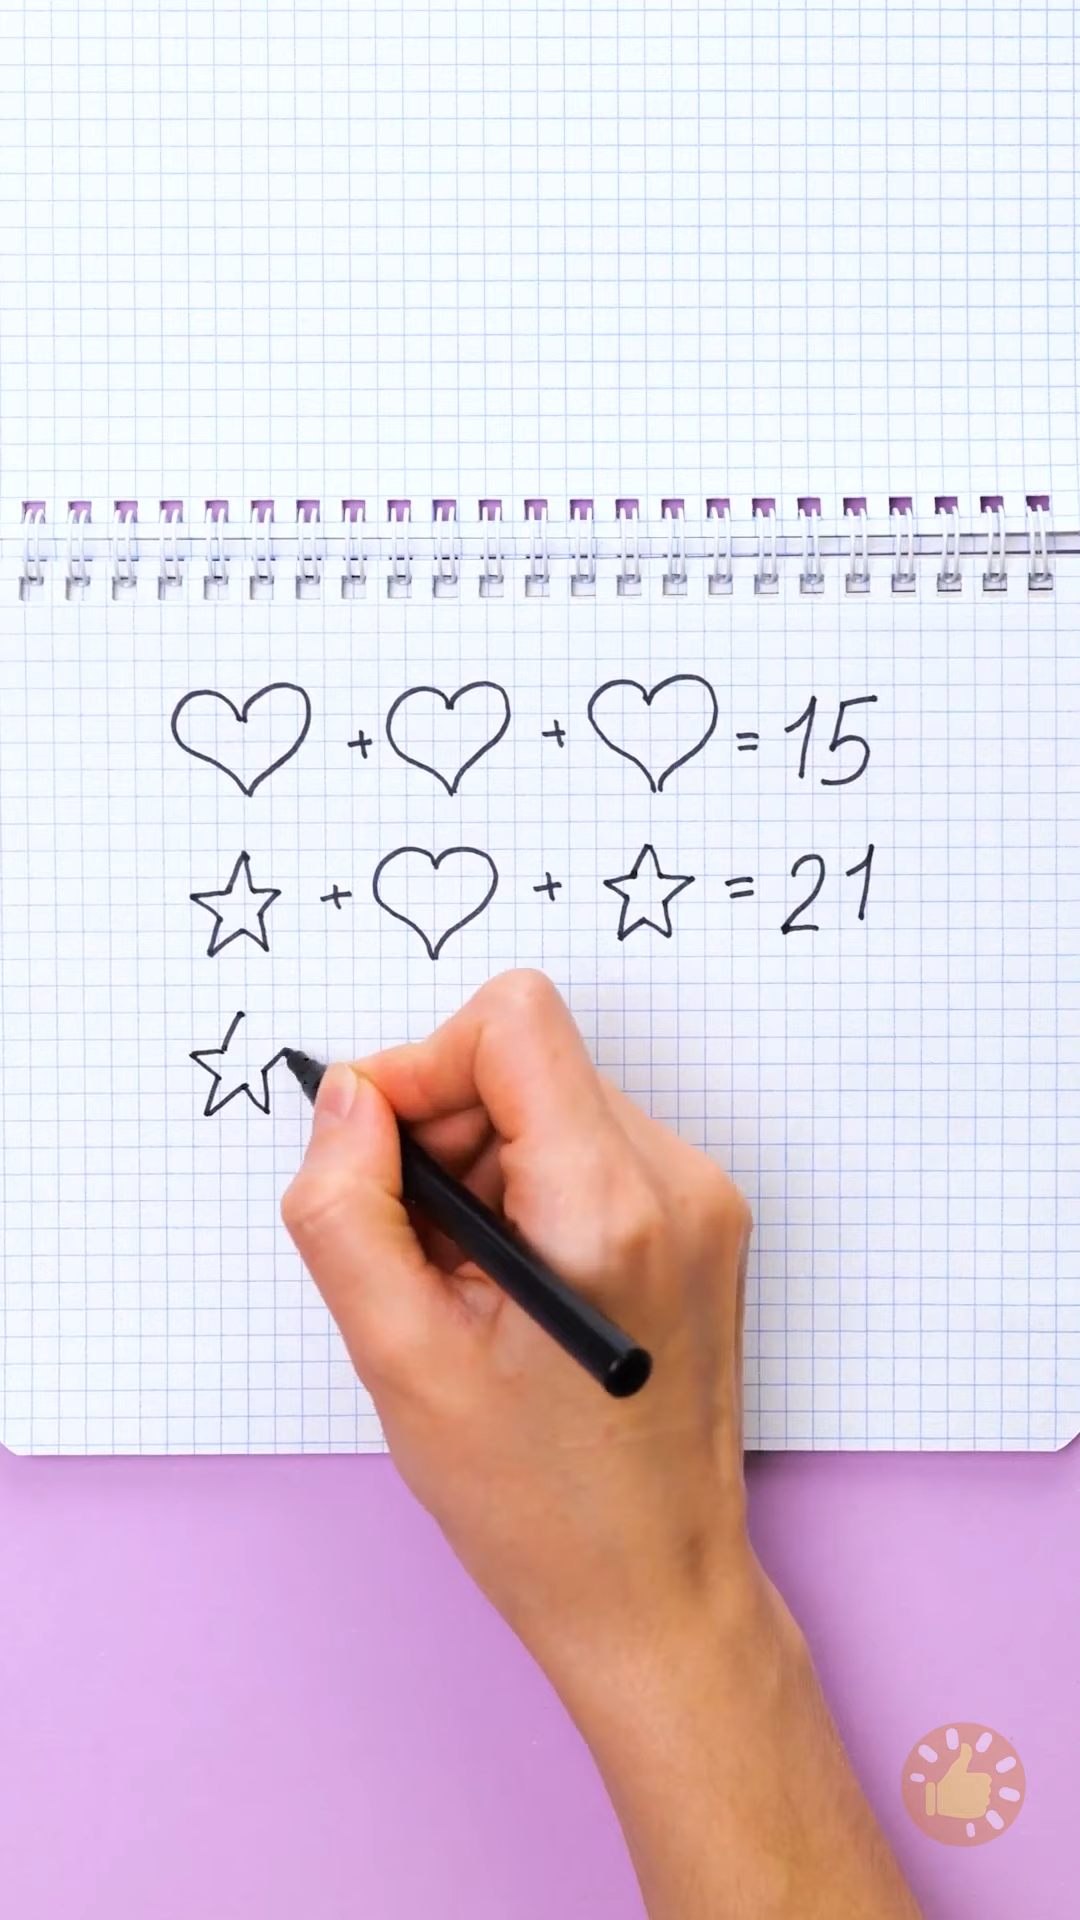 ♡ + ♡ + ♡ = 15
☆ + ♡ + ☆ = 21
☆